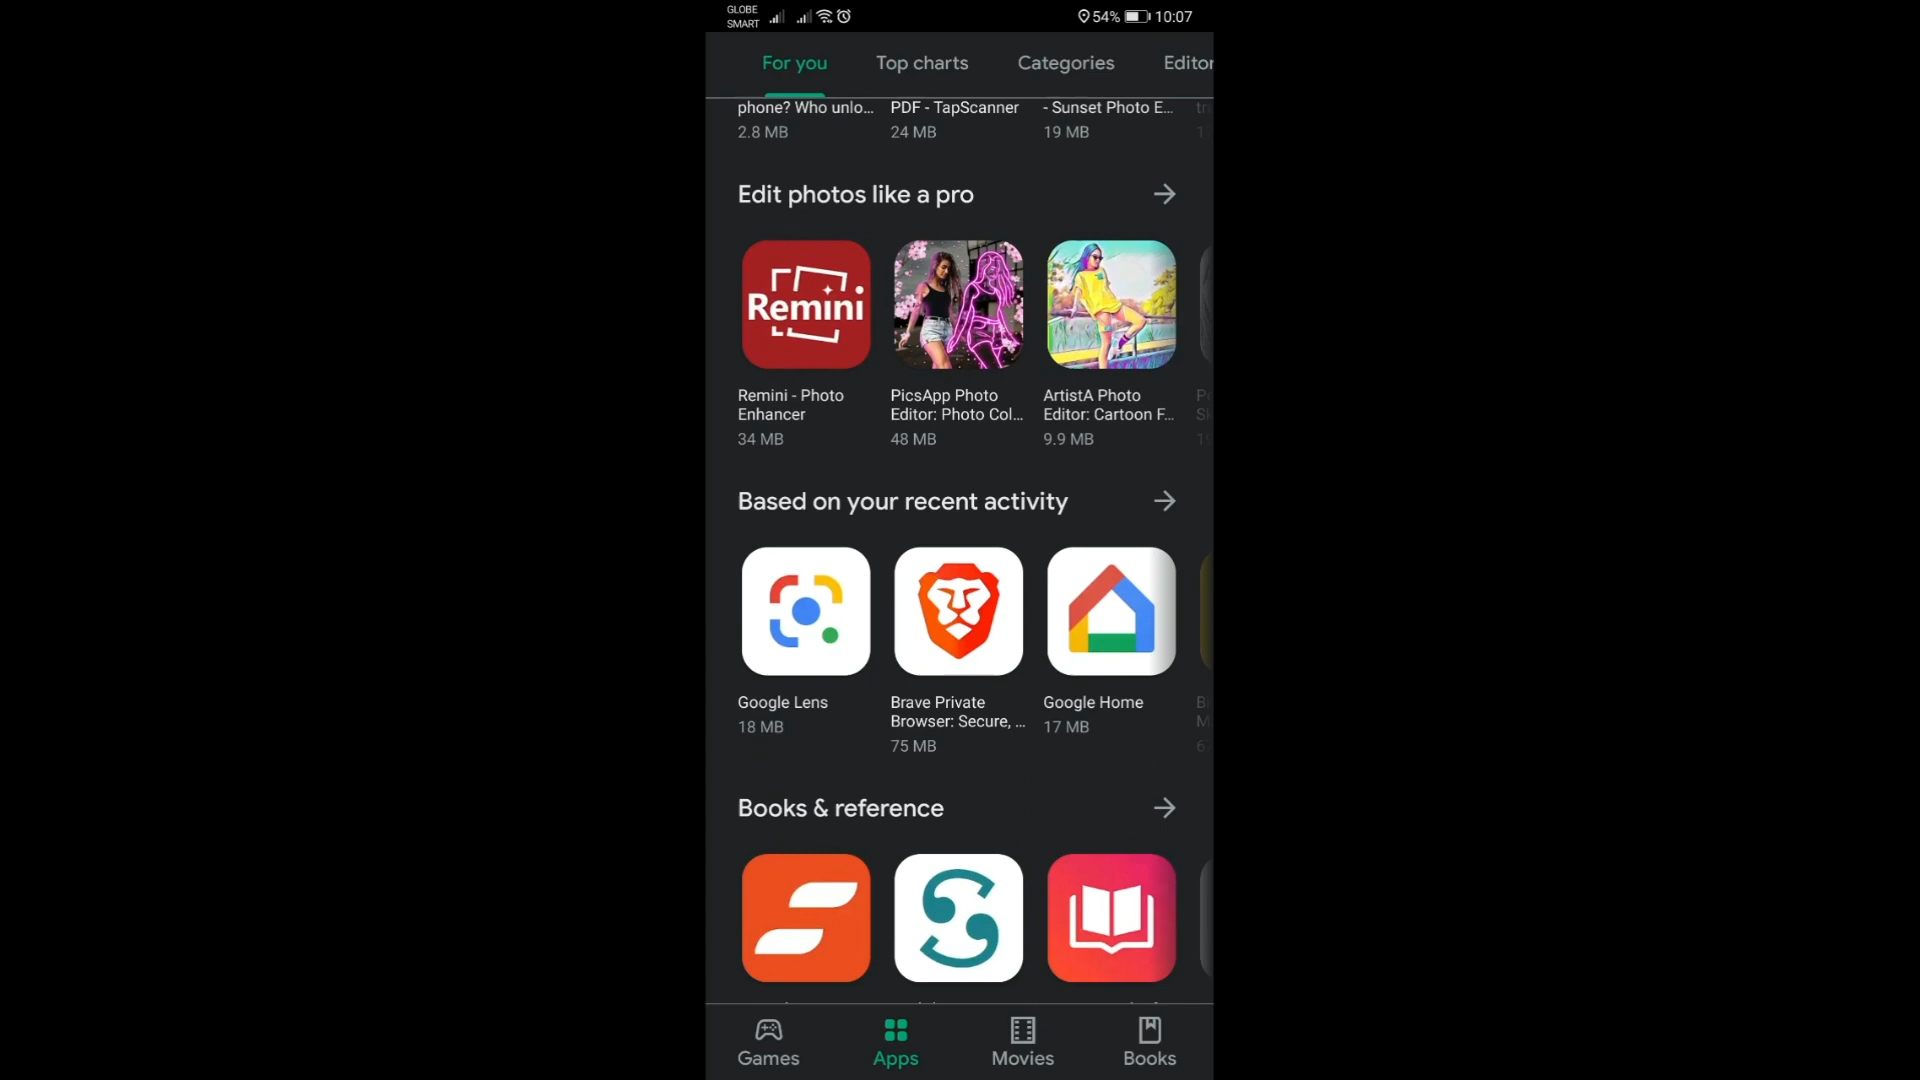 GLOBE
SMART
54%
10:07
For you
Top charts
Categories
Editor
phone? Who unlo...
PDF - TapScanner
- Sunset Photo E...
2.8 MB
24 MB
19 MB
Edit photos like a pro
Remini
Remini - Photo
Enhancer
34 MB
PicsApp Photo
Editor: Photo Col...
48 MB
ArtistA Photo
Editor: Cartoon F...
9.9 MB
Based on your recent activity
Google Lens
18 MB
Brave Private
Browser: Secure, ...
75 MB
Google Home
17 MB
Books & reference
Games
Apps
Movies
Books